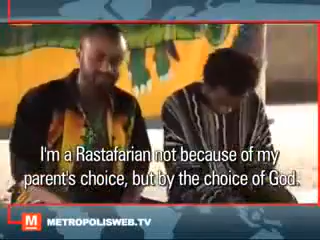 I'm a Rastafarian not because of my
parent's choice, but by the choice of God.
M METROPOLISWEB.TV